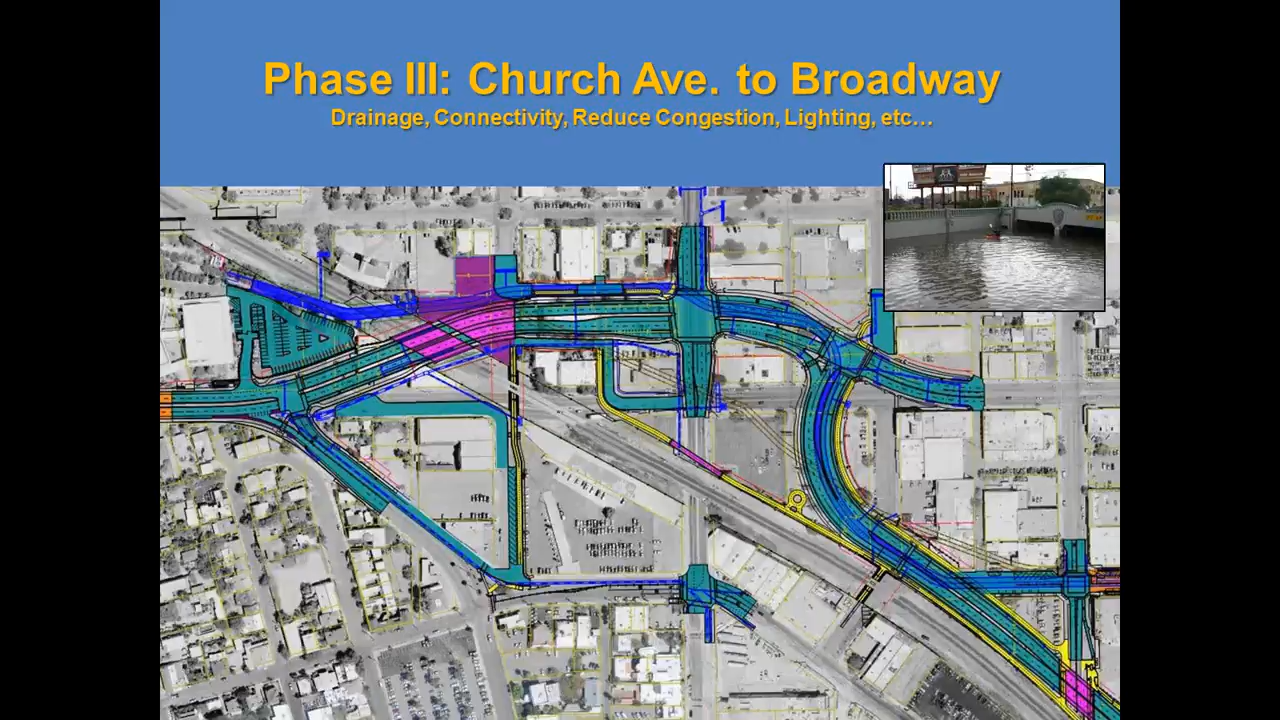 Phase III: Church Ave. to Broadway
Drainage, Connectivity, Reduce Congestion, Lighting, etc…